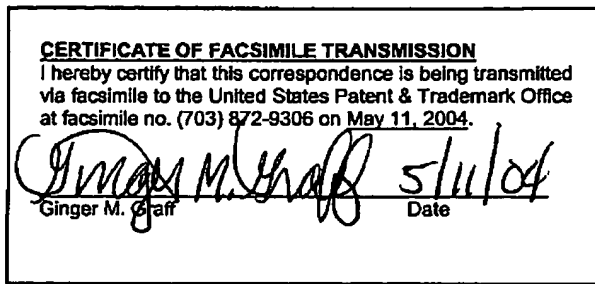 CERTIFICATE OF FACSIMILE TRANSMISSION
I hereby certify that this correspondence is being transmitted
via facsimile to the United States Patent & Trademark Office
at facsimile no. (703) 872-9306 on May 11, 2004.
Ginger M. Graff 5/11/04
Ginger M. Graff Date